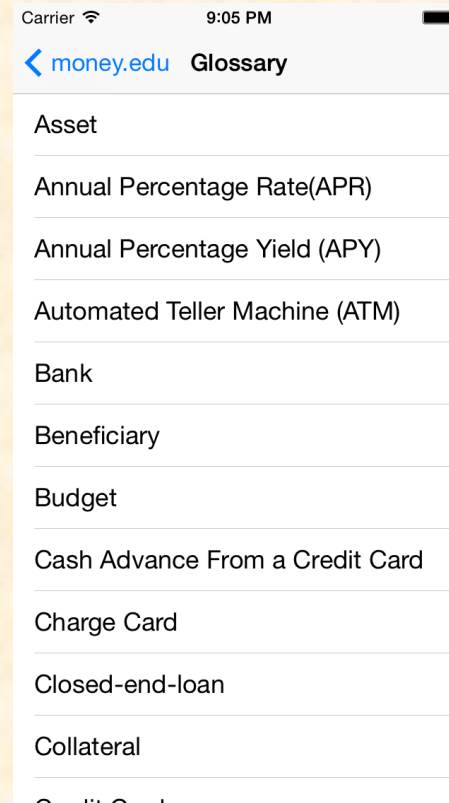 Carrier 9:05 PM
money.edu Glossary
Asset
Annual Percentage Rate(APR)
Annual Percentage Yield (APY)
Automated Teller Machine (ATM)
Bank
Beneficiary
Budget
Cash Advance From a Credit Card
Charge Card
Closed-end-loan
Collateral